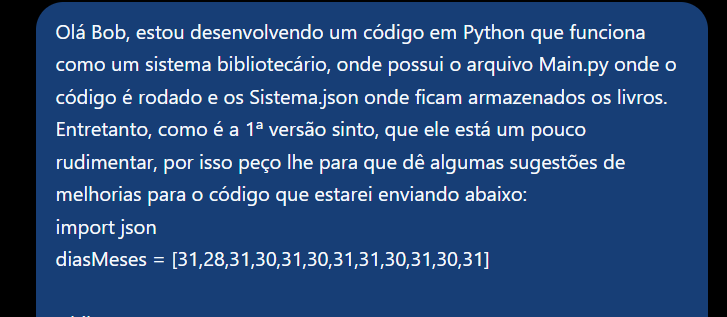 Olá Bob, estou desenvolvendo um código em Python que funciona
como um sistema bibliotecário, onde possui o arquivo Main.py onde o
código é rodado e os Sistema.json onde ficam armazenados os livros.
Entretanto, como é a 1ª versão sinto, que ele está um pouco
rudimentar, por isso peço lhe para que dê algumas sugestões de
melhorias para o código que estarei enviando abaixo:
import json
diasMeses = [31,28,31,30,31,30,31,31,30,31,30,31]